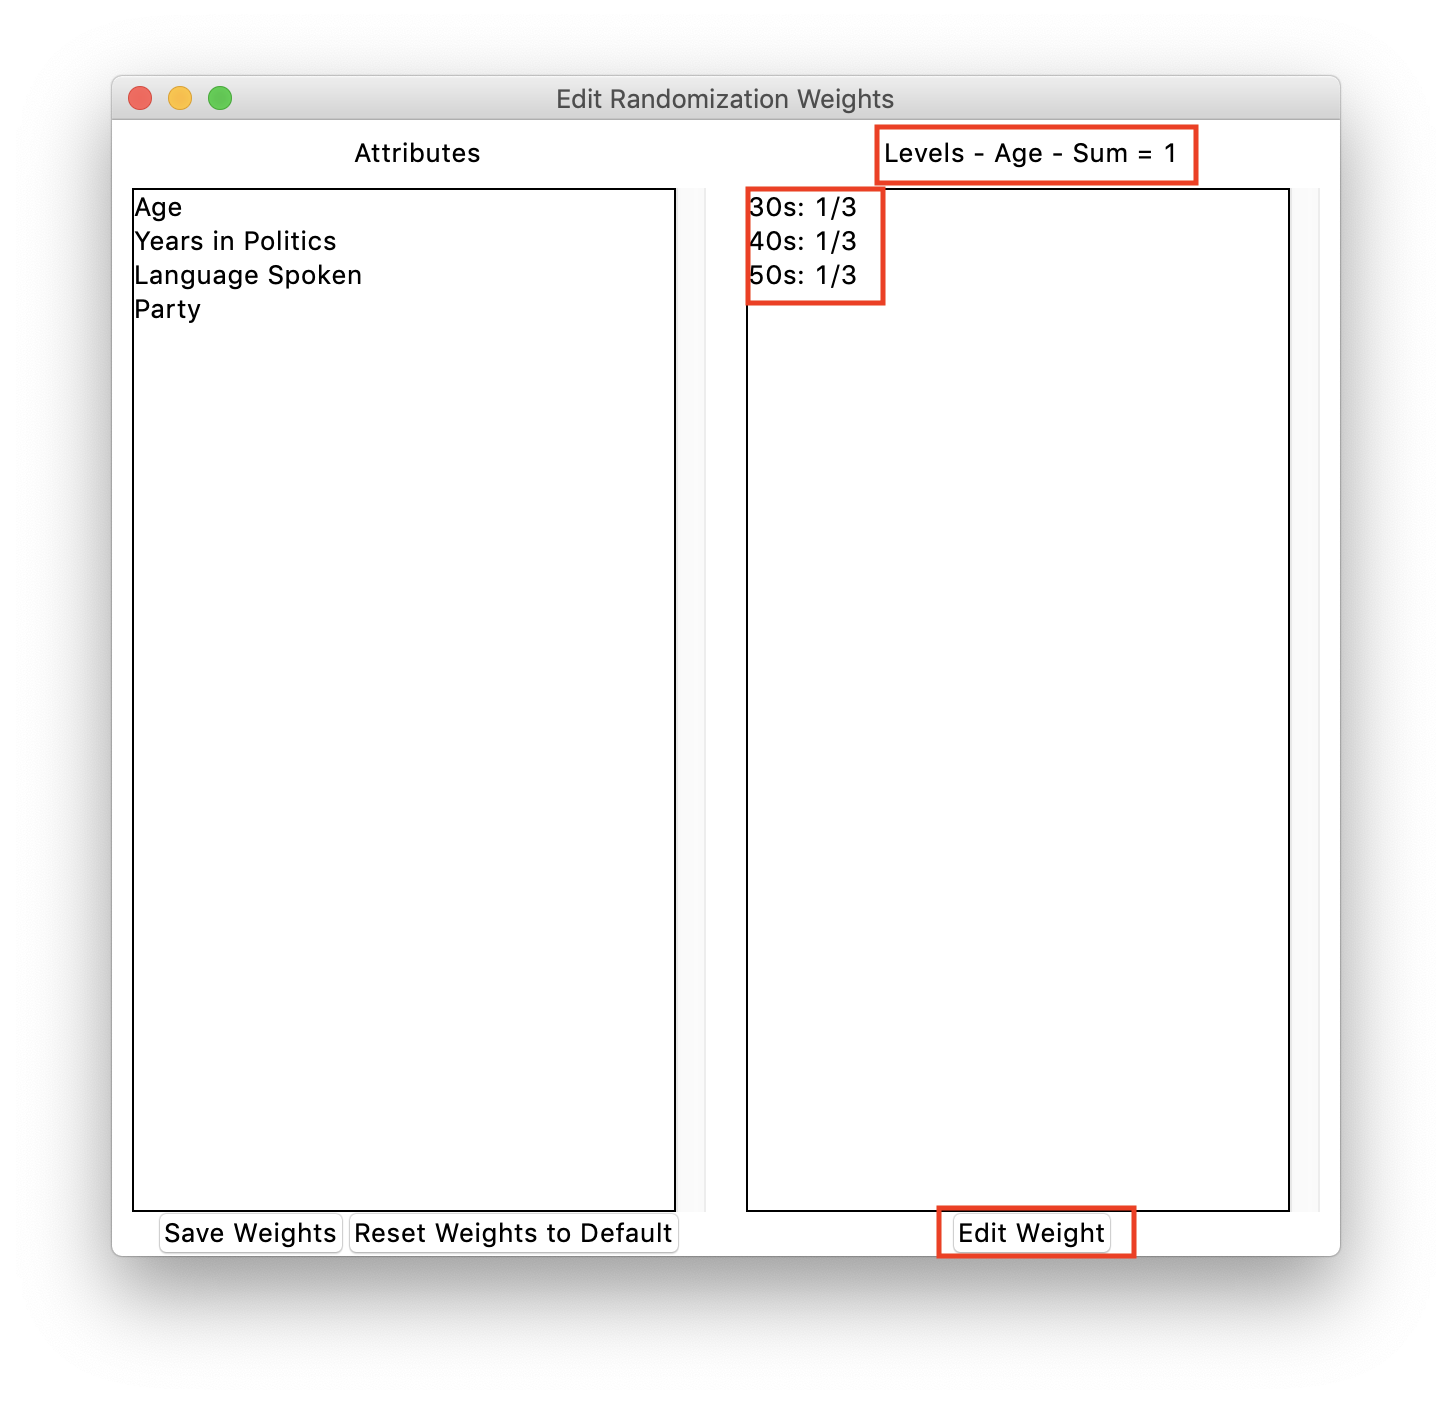 Edit Randomization Weights
Attributes
Levels - Age - Sum = 1
Age
Years in Politics
Language Spoken
Party
30s: 1/3
40s: 1/3
50s: 1/3
Save Weights
Reset Weights to Default
Edit Weight